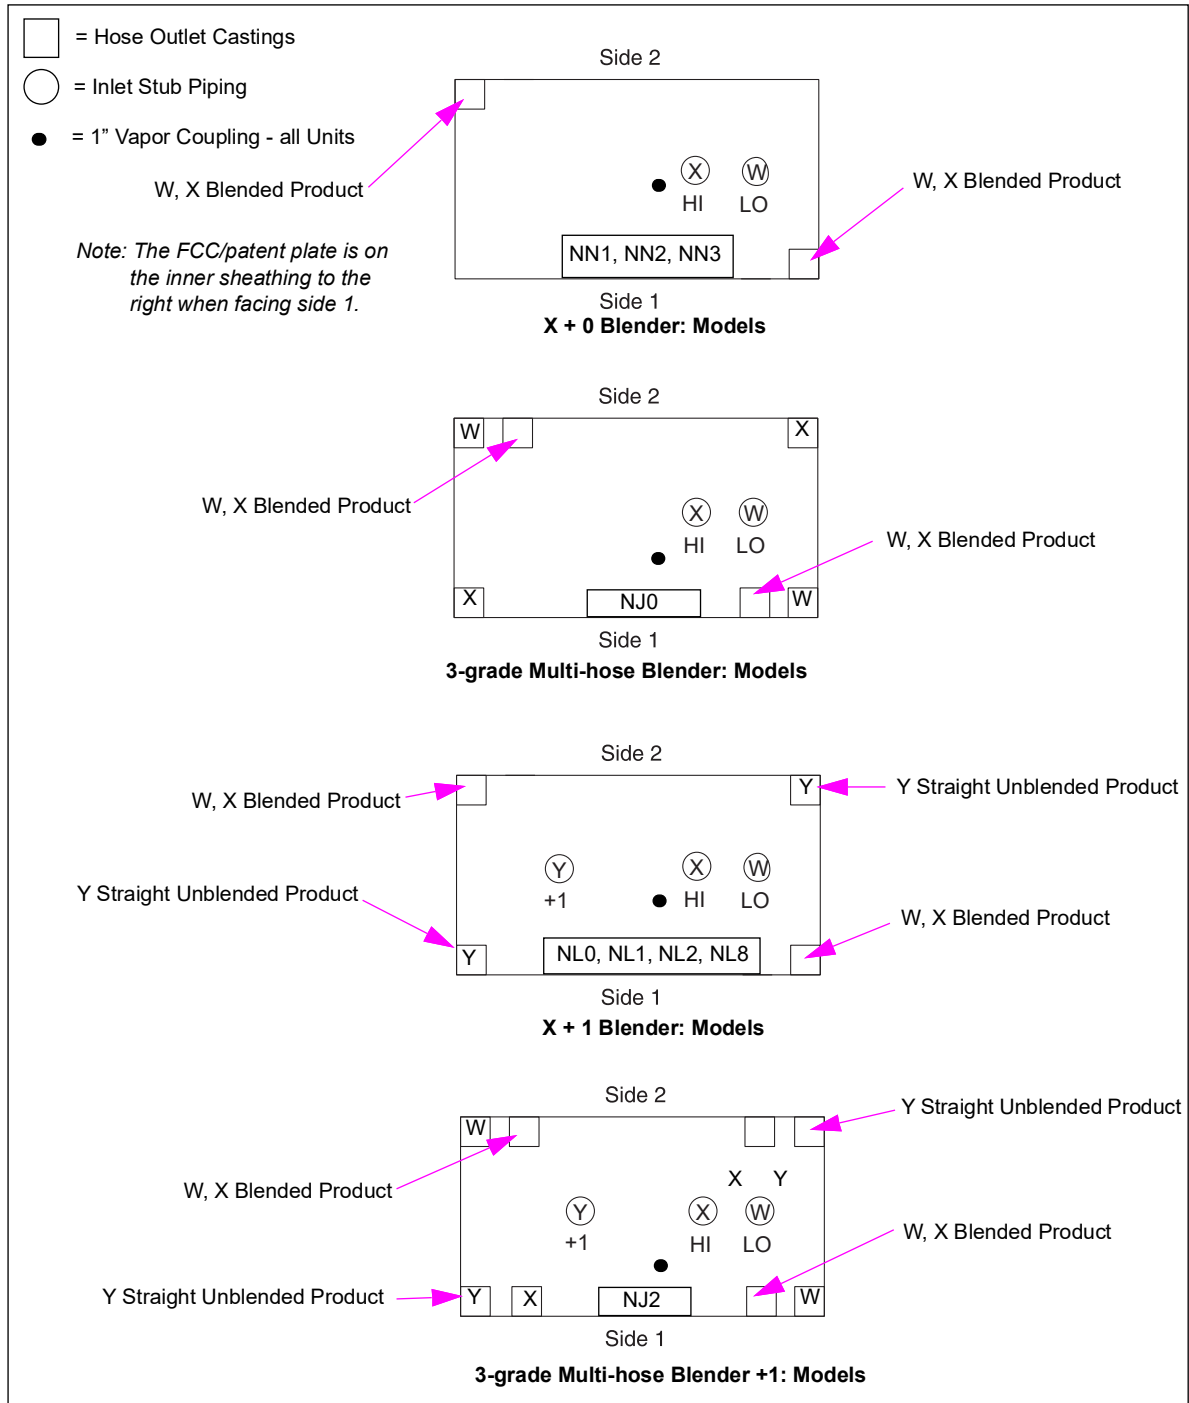 = Hose Outlet Castings
= Inlet Stub Piping
= 1” Vapor Coupling - all Units
Side 2
W, X Blended Product
W, X Blended Product
X
W
HI
LO
Note: The FCC/patent plate is on
the inner sheathing to the
right when facing side 1.
NN1, NN2, NN3
Side 1
X + 0 Blender: Models
Side 2
W
X
W, X Blended Product
X
W
HI
LO
W, X Blended Product
X
NJ0
W
Side 1
3-grade Multi-hose Blender: Models
Side 2
W, X Blended Product
Y
Y Straight Unblended Product
Y
X
W
+1
HI
LO
Y Straight Unblended Product
W, X Blended Product
Y
NL0, NL1, NL2, NL8
Side 1
X + 1 Blender: Models
Side 2
Y Straight Unblended Product
W
X
Y
W, X Blended Product
Y
X
W
+1
HI
LO
W, X Blended Product
Y Straight Unblended Product
Y
X
NJ2
W
Side 1
3-grade Multi-hose Blender +1: Models